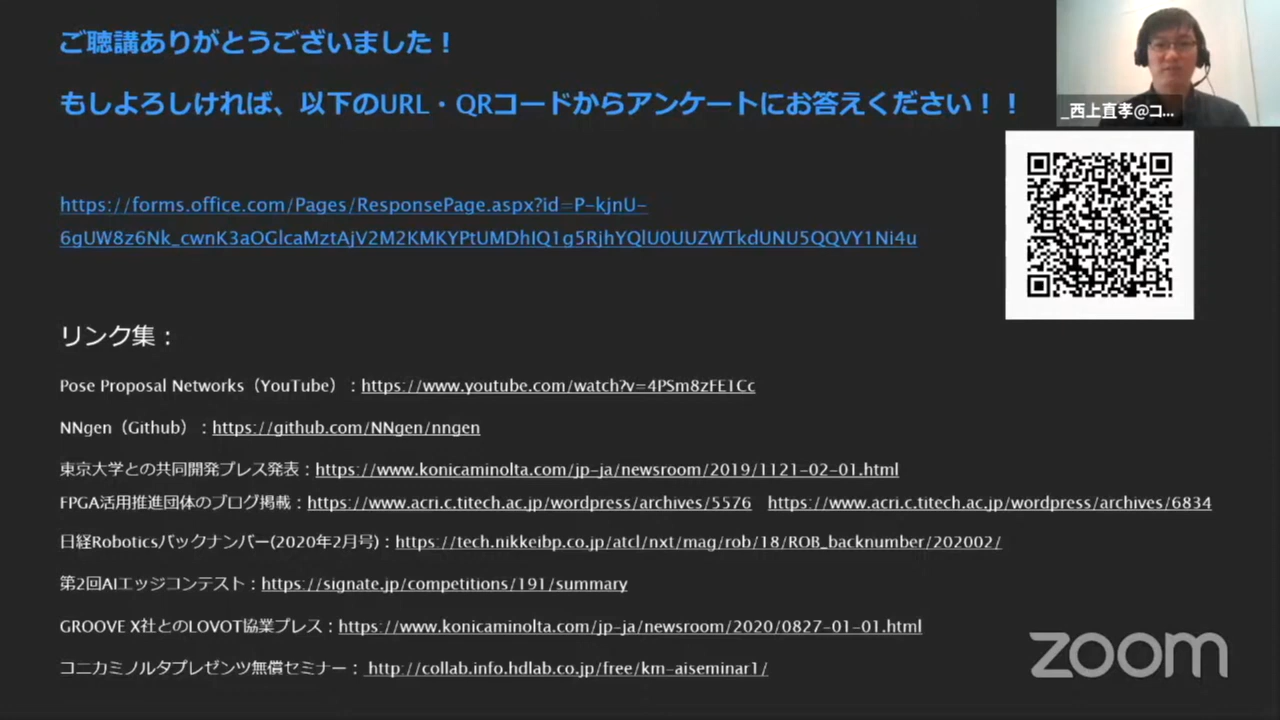 ご聴講ありがとうございました！
もしよろしければ、以下のURL・QRコードからアンケートにお答えください！！
_西上直孝@コ...
https://forms.office.com/Pages/ResponsePage.aspx?id=P-kjnU-
6gUW8z6Nk_cwnK3aOGlcaMztAjV2M2KMKYPtUMDhIQ1g5RjhYQlU0UUZWTkdUNU5QQVY1Ni4u
リンク集：
Pose Proposal Networks（YouTube）：https://www.youtube.com/watch?v=4PSm8zFE1Cc
NNgen（Github）：https://github.com/NNgen/nngen
東京大学との共同開発プレス発表：https://www.konicaminolta.com/jp-ja/newsroom/2019/1121-02-01.html
FPGA活用推進団体のブログ掲載：https://www.acri.c.titech.ac.jp/wordpress/archives/5576 https://www.acri.c.titech.ac.jp/wordpress/archives/6834
日経Roboticsバックナンバー(2020年2月号)：https://tech.nikkeibp.co.jp/atcl/nxt/mag/rob/18/ROB_backnumber/202002/
第2回AIエッジコンテスト：https://signate.jp/competitions/191/summary
GROOVE X社とのLOVOT協業プレス：https://www.konicaminolta.com/jp-ja/newsroom/2020/0827-01-01.html
コニカミノルタプレゼンツ無償セミナー： http://collab.info.hdlab.co.jp/free/km-aiseminar1/
zoom